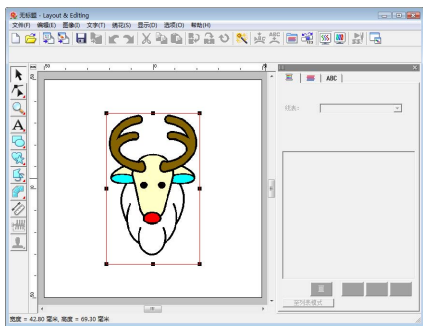 无标题 - Layout & Editing
文件(F) 编辑(E) 图像(I) 文字(T) 绣花(S) 显示(D) 选项(O) 帮助(H)
ABC
线色:
A
宽度 = 42.80 毫米, 高度 = 69.30 毫米